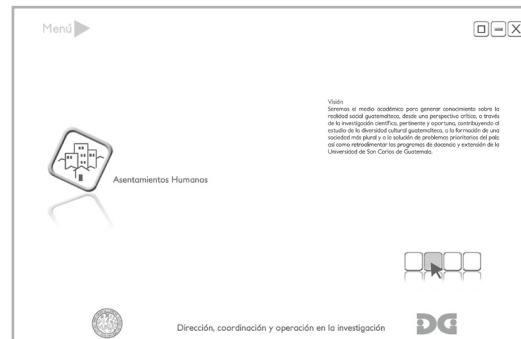 Menú
Visión
Seremos el medio académico para generar conocimiento sobre la
realidad social guatemalteca, desde una perspectiva crítica, a través
de la investigación científica, pertinente y oportuna, contribuyendo al
estudio de la diversidad cultural guatemalteca, a la formación de una
sociedad más plural y a la solución de problemas prioritarios del país;
así como retroalimentar los programas de docencia y extensión de la
Universidad de San Carlos de Guatemala.
Asentamientos Humanos
Dirección, coordinación y operación en la investigación